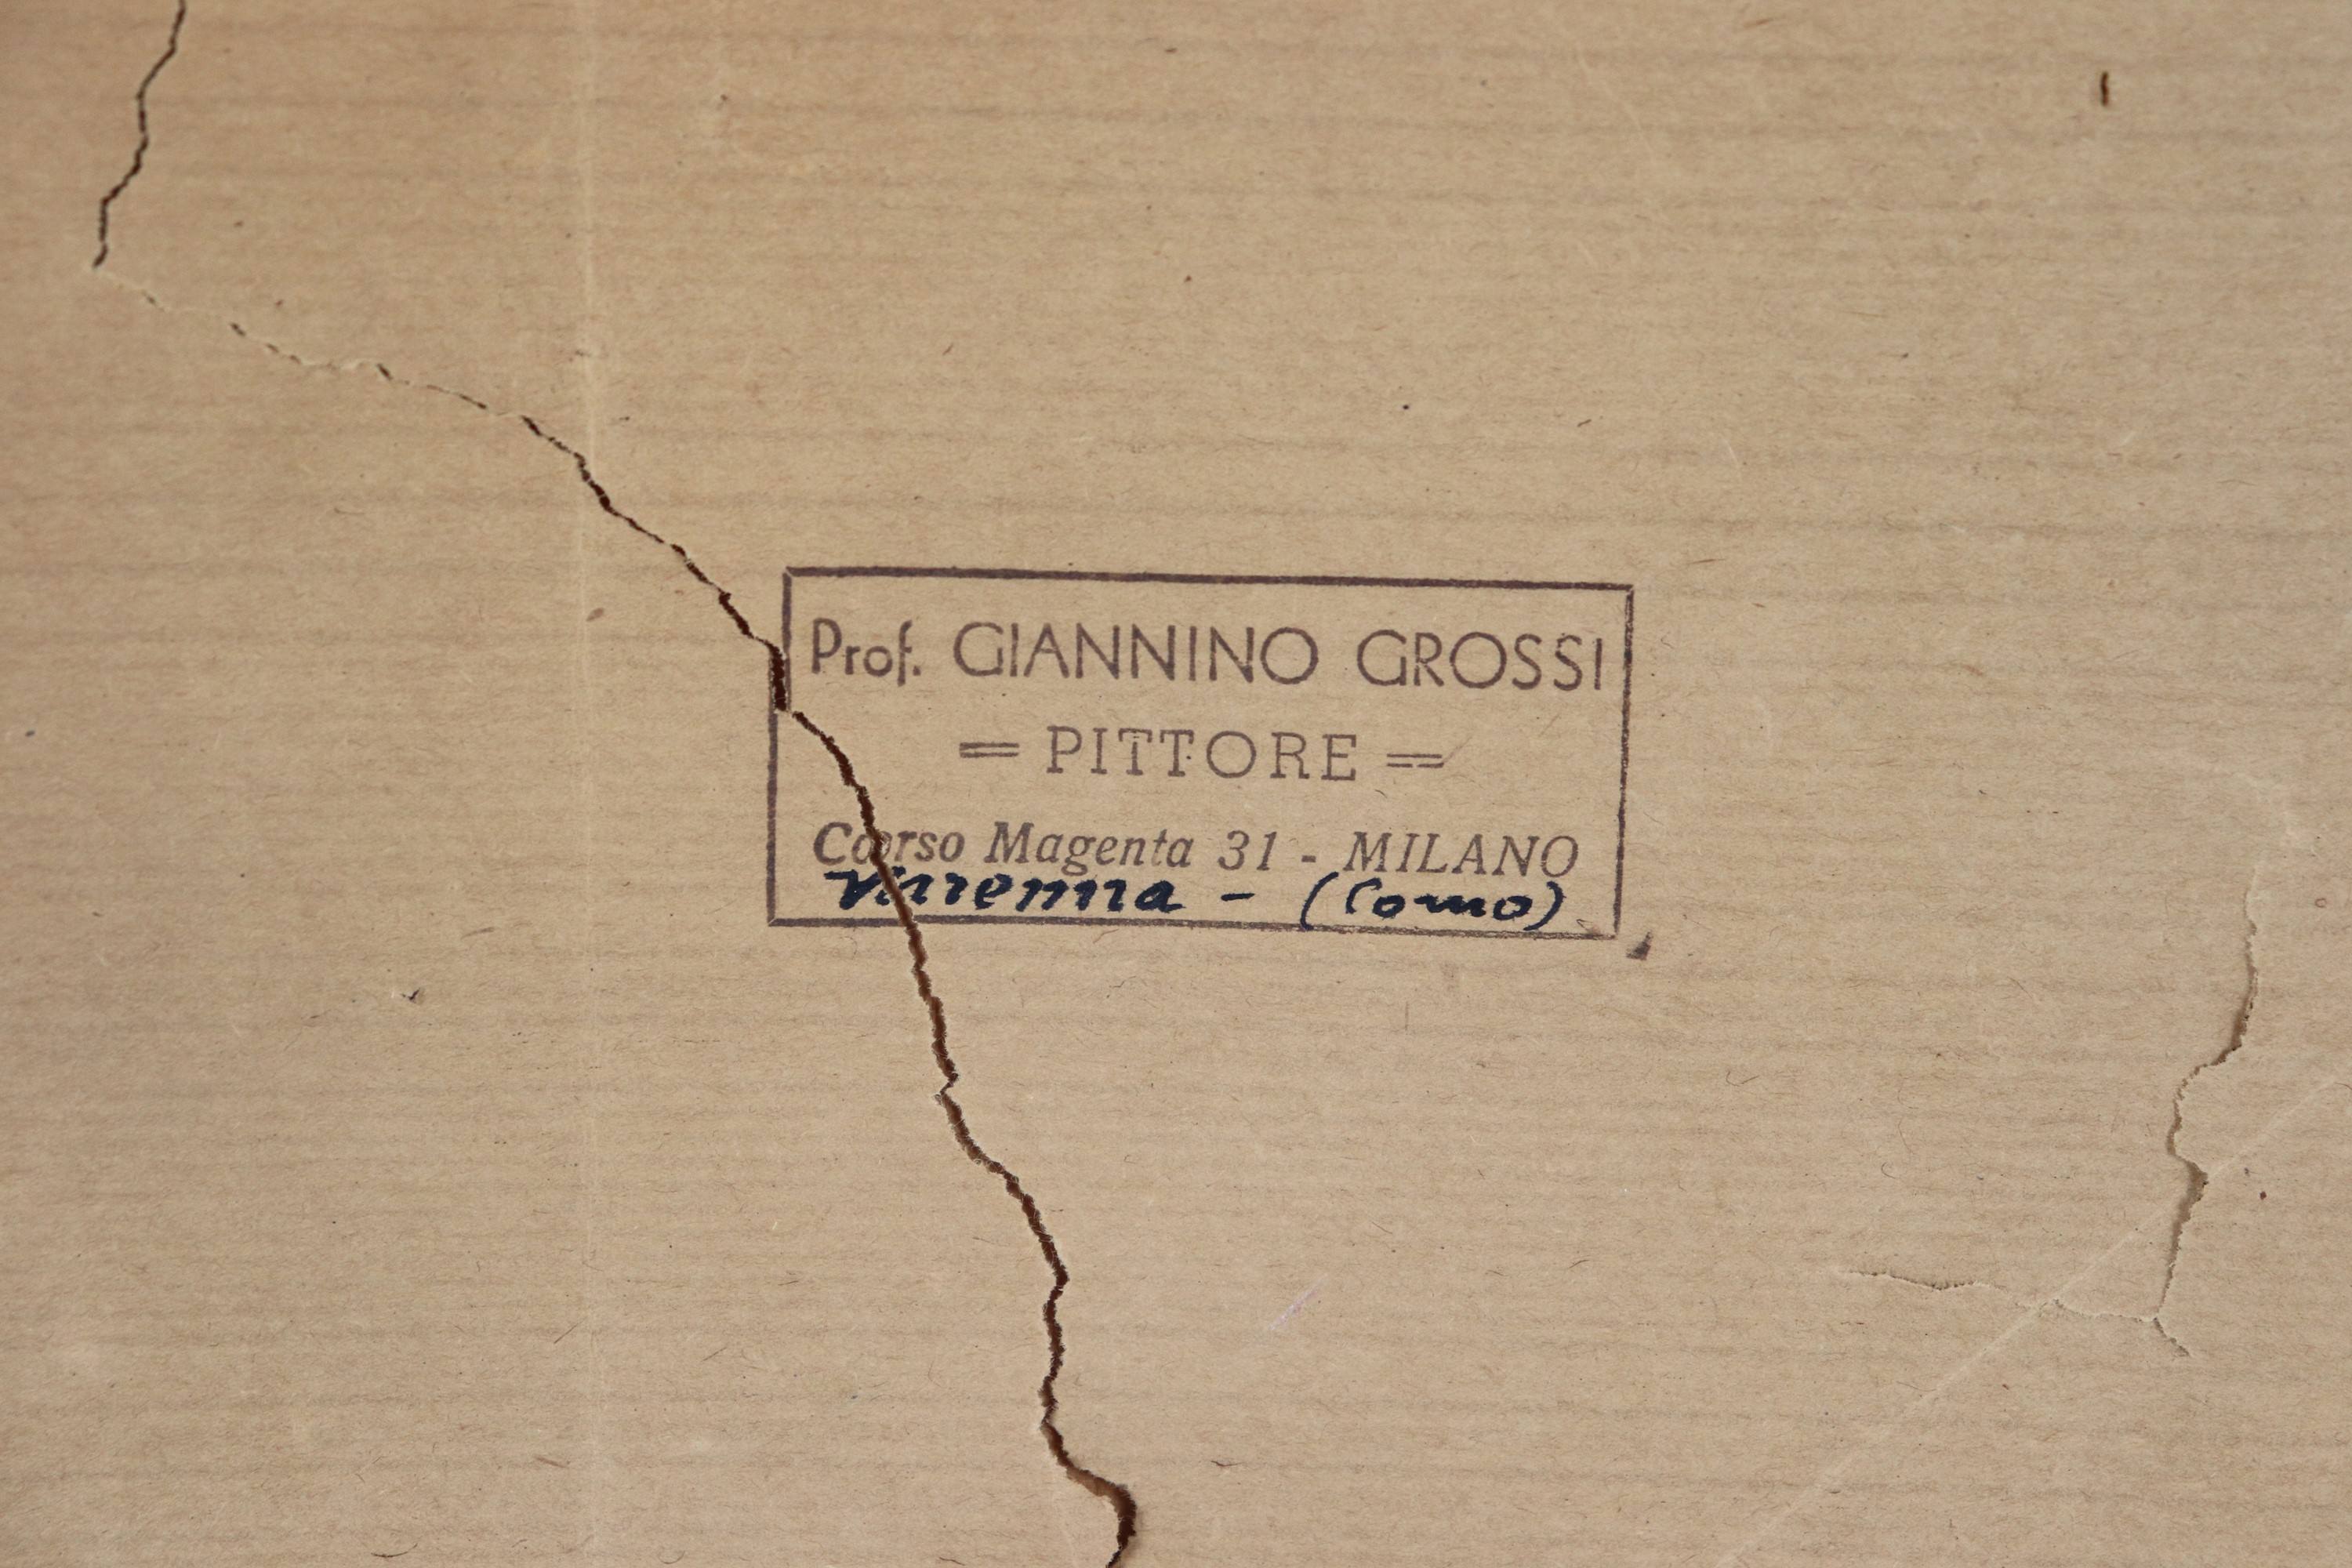 Prof. GIANNINO GROSSI
= PITTORE =
Corso Magenta 31 - MILANO
Varenna - (Como)